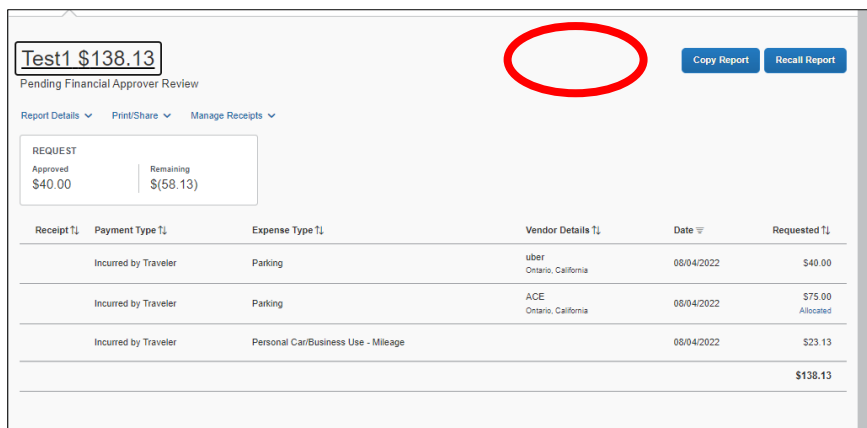 Test1 $138.13
Copy Report
Recall Report
Pending Financial Approver Review
Report Details
Print/Share
Manage Receipts
REQUEST
Approved
Remaining
$40.00
$(58.13)
Receipt Payment Type Expense Type Vendor Details Date Requested
Incurred by Traveler Parking uber 08/04/2022 $40.00
Ontario, California
Incurred by Traveler Parking ACE 08/04/2022 $75.00
Ontario, California Allocated
Incurred by Traveler Personal Car/Business Use - Mileage 08/04/2022 $23.13
$138.13